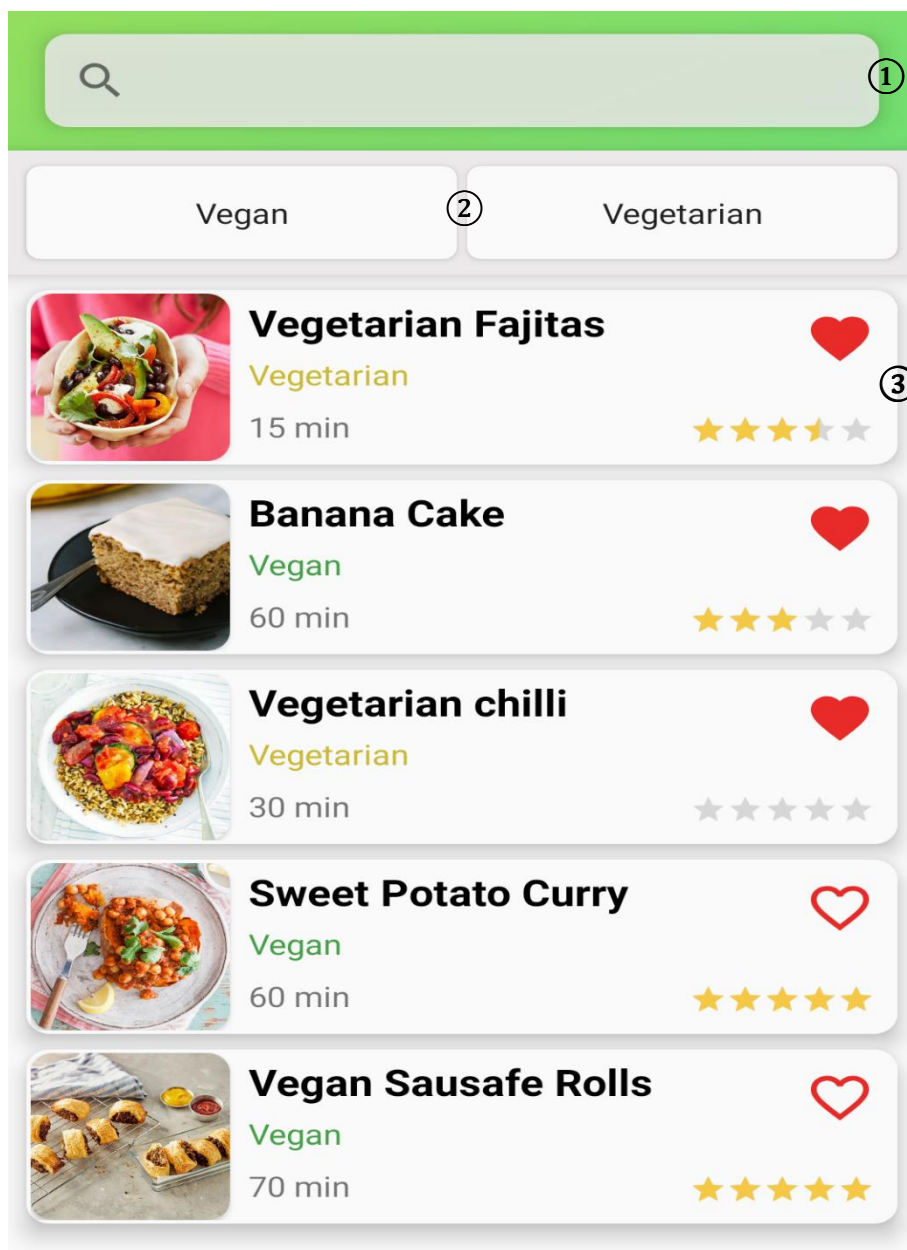 ①
Vegan ② Vegetarian
Vegetarian Fajitas
Vegetarian
③
15 min
Banana Cake
Vegan
60 min
Vegetarian chilli
Vegetarian
30 min
Sweet Potato Curry
Vegan
60 min
Vegan Sausafe Rolls
Vegan
70 min